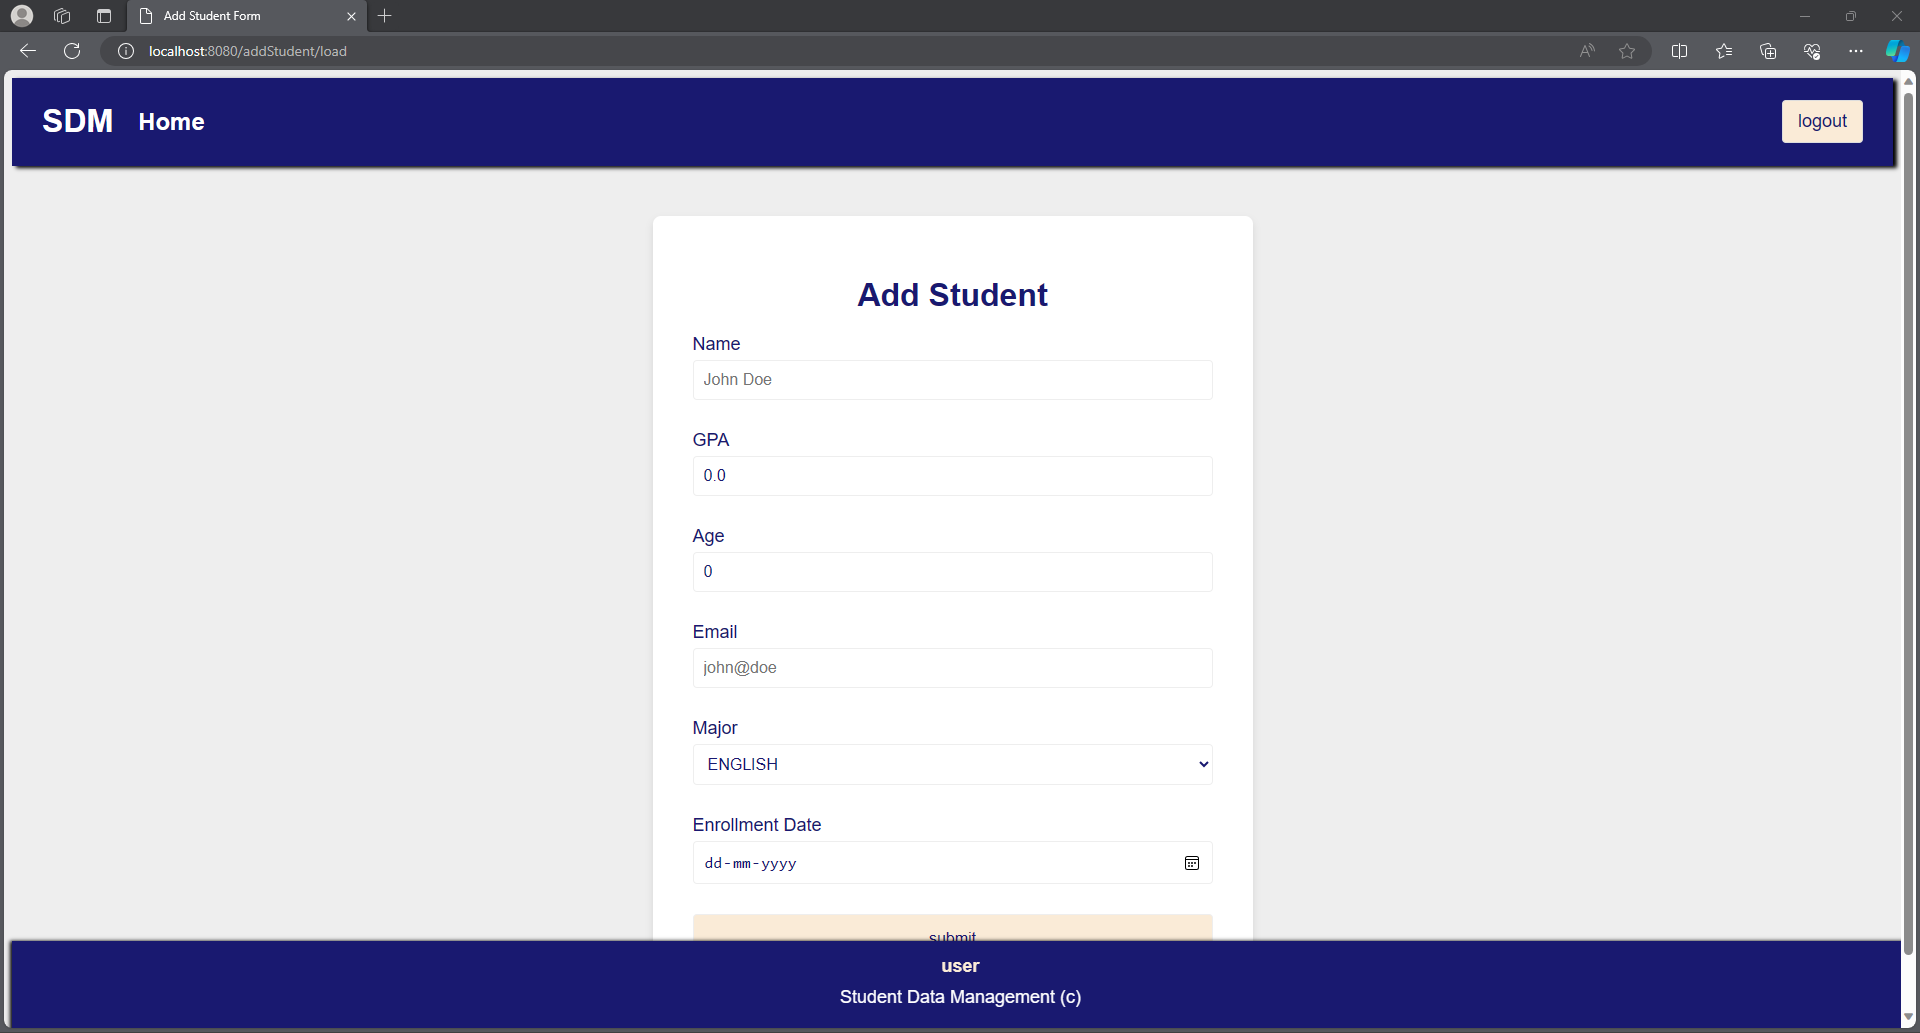 Add Student Form
localhost:8080/addStudent/load
SDM Home logout
Add Student
Name
John Doe
GPA
0.0
Age
0
Email
john@doe
Major
ENGLISH
Enrollment Date
dd-mm-yyyy
submit
user
Student Data Management (c)